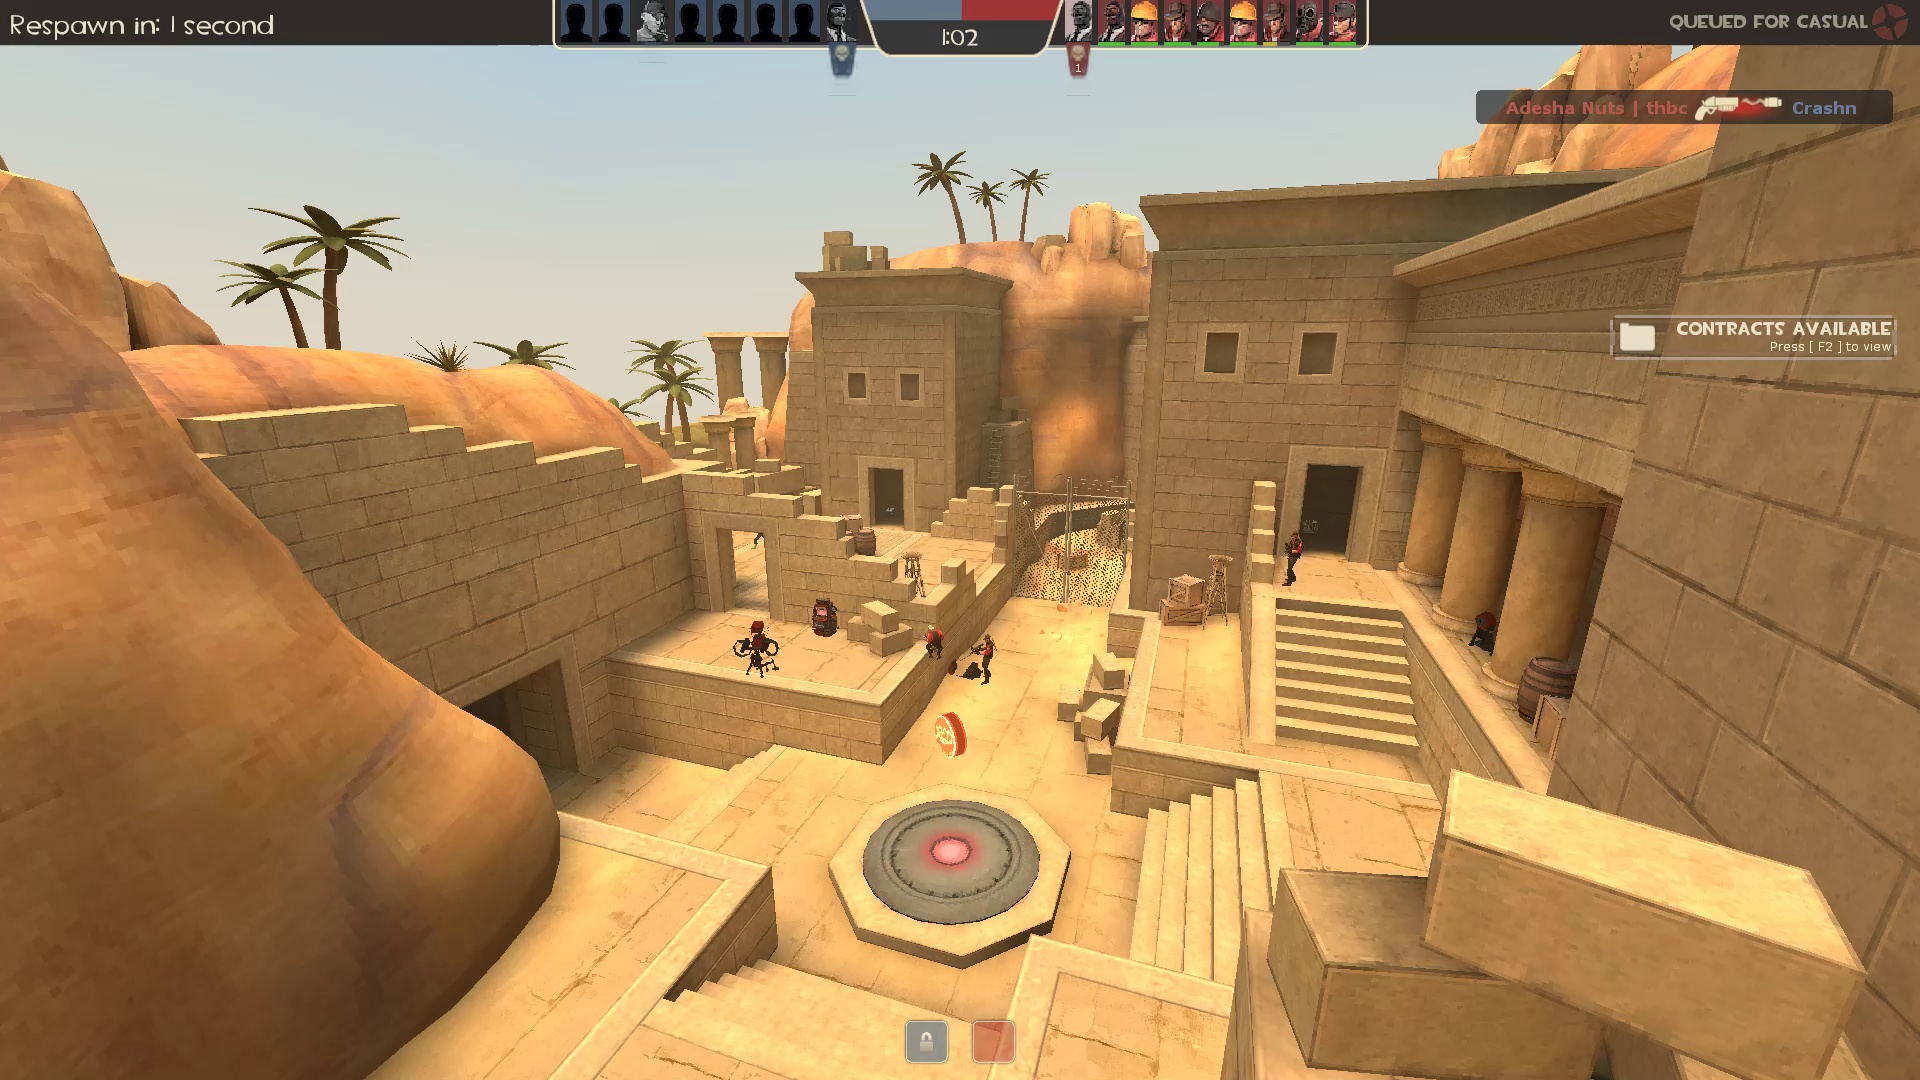 Respawn in: 1 second
1:02
QUEUED FOR CASUAL
1
Adesha Nuts | thbc Crashn
CONTRACTS AVAILABLE
Press [ F2 ] to view